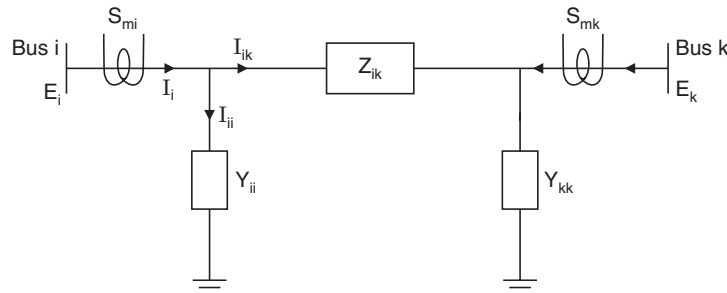 S_mi
S_mk
Bus i
I_ik
Z_ik
Bus k
E_i
I_i
E_k
I_ii
Y_ii
Y_kk